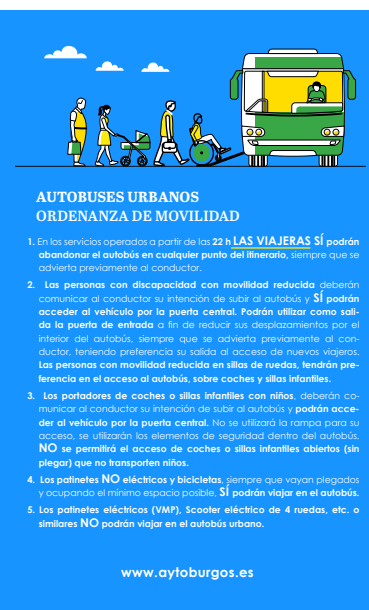 AUTOBUSES URBANOS
ORDENANZA DE MOVILIDAD
1. En los servicios operados a partir de las 22 h LAS VIAJERAS SÍ podrán
abandonar el autobús en cualquier punto del itinerario, siempre que se
advierta previamente al conductor.
2. Las personas con discapacidad con movilidad reducida deberán
comunicar al conductor su intención de subir al autobús y SÍ podrán
acceder al vehículo por la puerta central. Podrán utilizar como sali-
da la puerta de entrada a fin de reducir sus desplazamientos por el
interior del autobús, siempre que se advierta previamente al con-
ductor, teniendo preferencia su salida al acceso de nuevos viajeros.
Las personas con movilidad reducida en sillas de ruedas, tendrán pre-
ferencia en el acceso al autobús, sobre coches y sillas infantiles.
3. Los portadores de coches o sillas infantiles con niños, deberán co-
municar al conductor su intención de subir al autobús y podrán acce-
der al vehículo por la puerta central. No se utilizará la rampa para su
acceso, se utilizarán los elementos de seguridad dentro del autobús.
NO se permitirá el acceso de coches o sillas infantiles abiertos (sin
plegar) que no transporten niños.
4. Los patinetes NO eléctricos y bicicletas, siempre que vayan plegados
y ocupando el mínimo espacio posible, SÍ podrán viajar en el autobús.
5. Los patinetes eléctricos (VMP), Scooter eléctrico de 4 ruedas, etc. o
similares NO podrán viajar en el autobús urbano.
www.aytoburgos.es